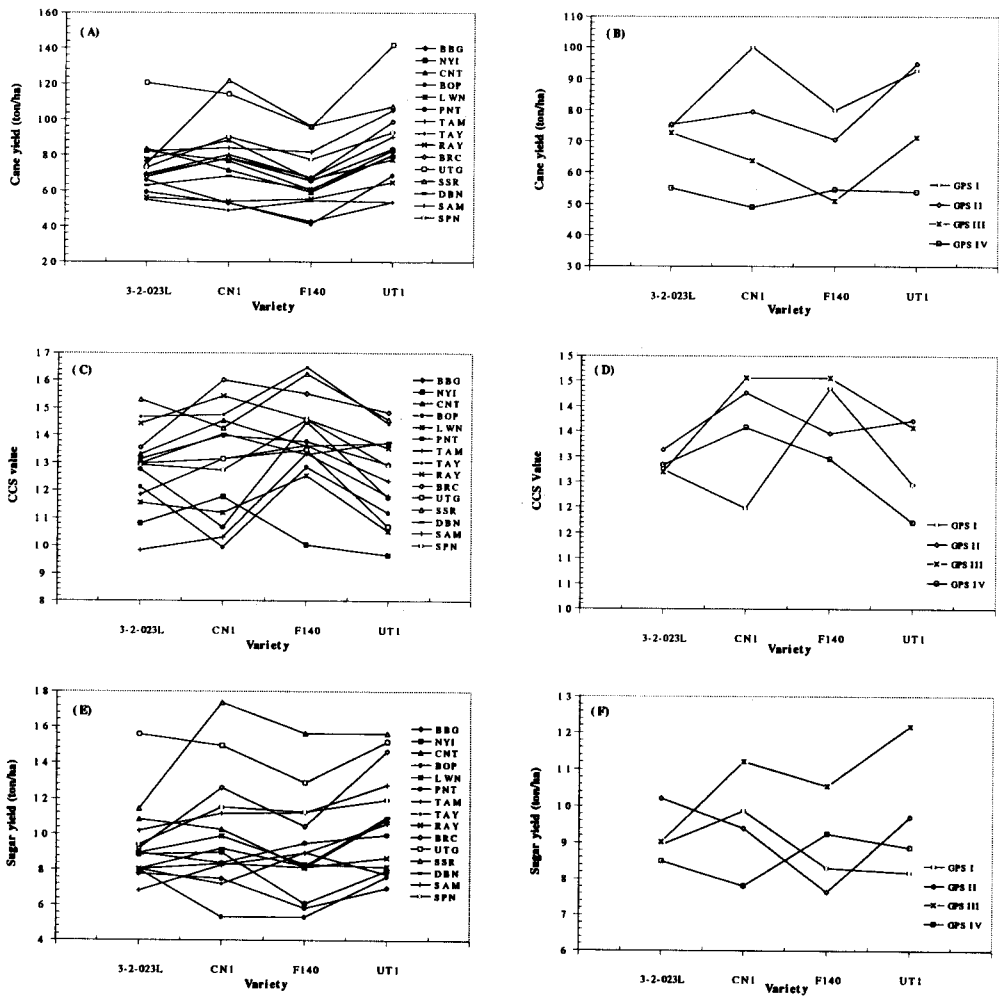 (A)
Cane yield (ton/ha)
160
140
120
100
80
60
40
20
3-2-023L CN1 F140 UT1
Variety
BBG
NYI
CNT
BOP
LWN
PNT
TAM
TAY
RAY
BRC
UTG
SSR
DBN
SAM
SPN
(B)
Cane yield (ton/ha)
110
100
90
80
70
60
50
40
30
3-2-023L CN1 F140 UT1
Variety
GPS I
GPS II
GPS III
GPS IV
(C)
CCS value
17
16
15
14
13
12
11
10
9
8
3-2-023L CN1 F140 UT1
Variety
BBG
NYI
CNT
BOP
LWN
PNT
TAM
TAY
RAY
BRC
UTG
SSR
DBN
SAM
SPN
(D)
CCS Value
15
15
14
14
13
13
12
12
11
11
10
3-2-023L CN1 F140 UT1
Variety
GPS I
GPS II
GPS III
GPS IV
(E)
Sugar yield (ton/ha)
18
16
14
12
10
8
6
4
3-2-023L CN1 F140 UT1
Variety
BBG
NYI
CNT
BOP
LWN
PNT
TAM
TAY
RAY
BRC
UTG
SSR
DBN
SAM
SPN
(F)
Sugar yield (ton/ha)
13
12
11
10
9
8
7
6
3-2-023L CN1 F140 UT1
Variety
GPS I
GPS II
GPS III
GPS IV